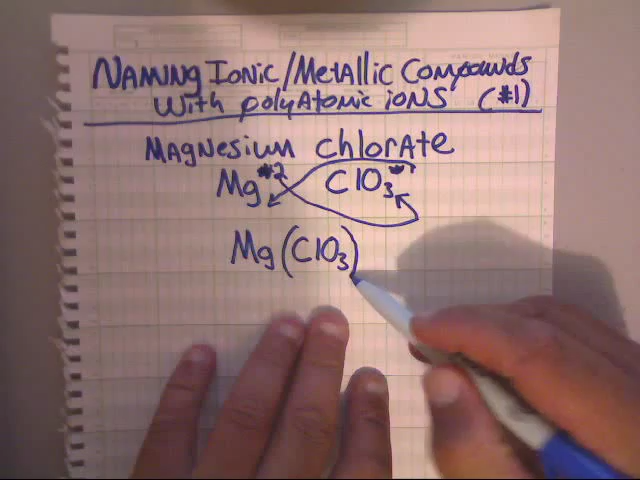 Naming Ionic/Metallic Compounds
with polyatomic ions (#1)
Magnesium chlorate
Mg 2 ClO3
Mg(ClO3)